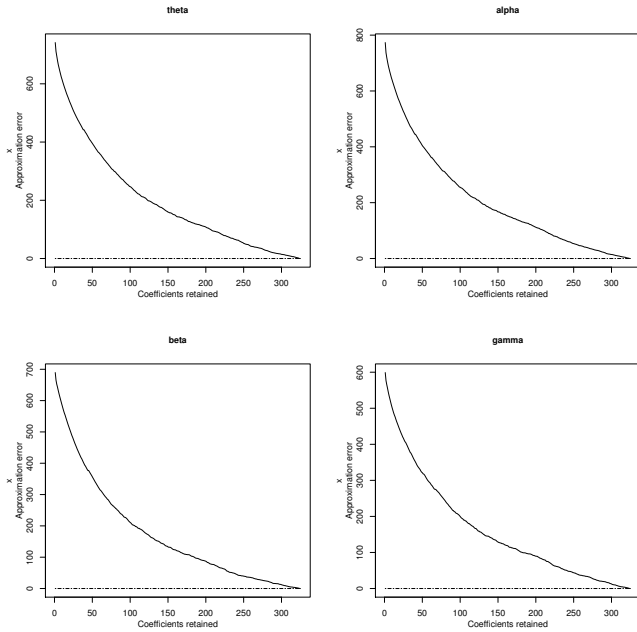 theta
x
Approximation error
0 200 400 600
0 50 100 150 200 250 300
Coefficients retained
alpha
x
Approximation error
0 200 400 600 800
0 50 100 150 200 250 300
Coefficients retained
beta
x
Approximation error
0 100 200 300 400 500 600 700
0 50 100 150 200 250 300
Coefficients retained
gamma
x
Approximation error
0 100 200 300 400 500 600
0 50 100 150 200 250 300
Coefficients retained